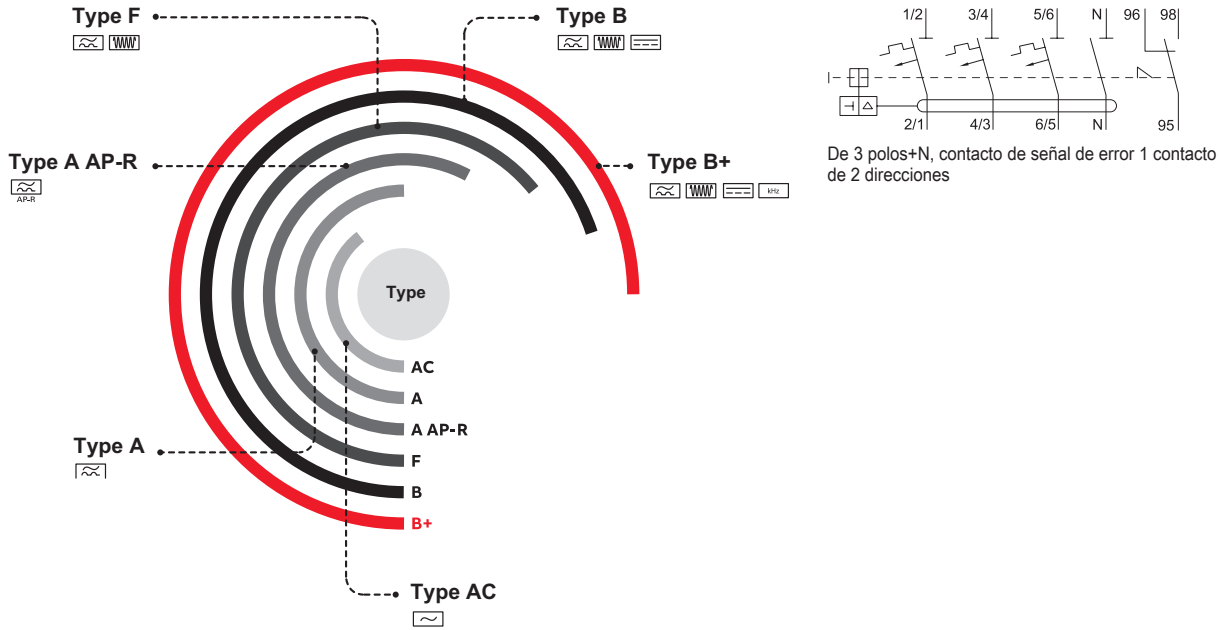 Type F
Type B
Type A AP-R
AP-R
Type B+
kHz
Type
AC
A
A AP-R
F
B
B+
Type A
Type AC
1/2 3/4 5/6 N 96 98
2/1 4/3 6/5 N 95
De 3 polos+N, contacto de señal de error 1 contacto
de 2 direcciones